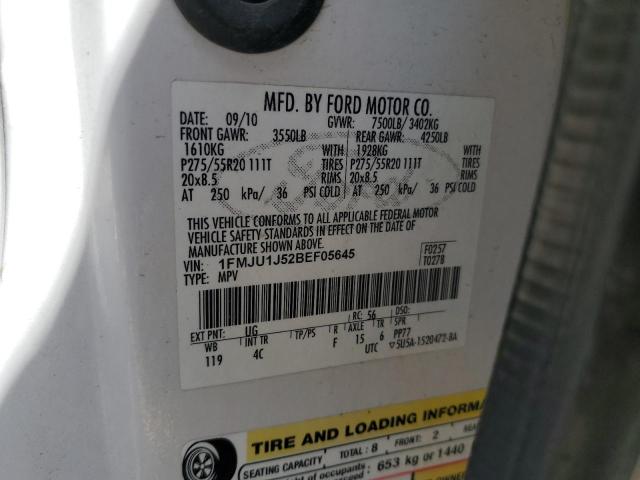 MFD. BY FORD MOTOR CO.
DATE: 09/10 GVWR: 7500LB/ 3402KG
FRONT GAWR: 3550LB REAR GAWR: 4250LB
1610KG WITH 1928KG WITH
P275/55R20 111T TIRES P275/55R20 111T TIRES
20x8.5 RIMS 20x8.5 RIMS
AT 250 kPa/ 36 PSI COLD AT 250 kPa/ 36 PSI COLD
THIS VEHICLE CONFORMS TO ALL APPLICABLE FEDERAL MOTOR
VEHICLE SAFETY STANDARDS IN EFFECT ON THE DATE OF
MANUFACTURE SHOWN ABOVE.
VIN: 1FMJU1J52BEF05645 F0257
TYPE: MPV T0278
EXT PNT: UG RC: 56 DSO:
WB INT TR TP/PS R AXLE TR SPR
119 4C F 15 6 PP77
UTC 5U5A-1520472-BA
TIRE AND LOADING INFORMA
SEATING CAPACITY TOTAL: 8 FRONT: 2
of occupants 653 kg or 1440